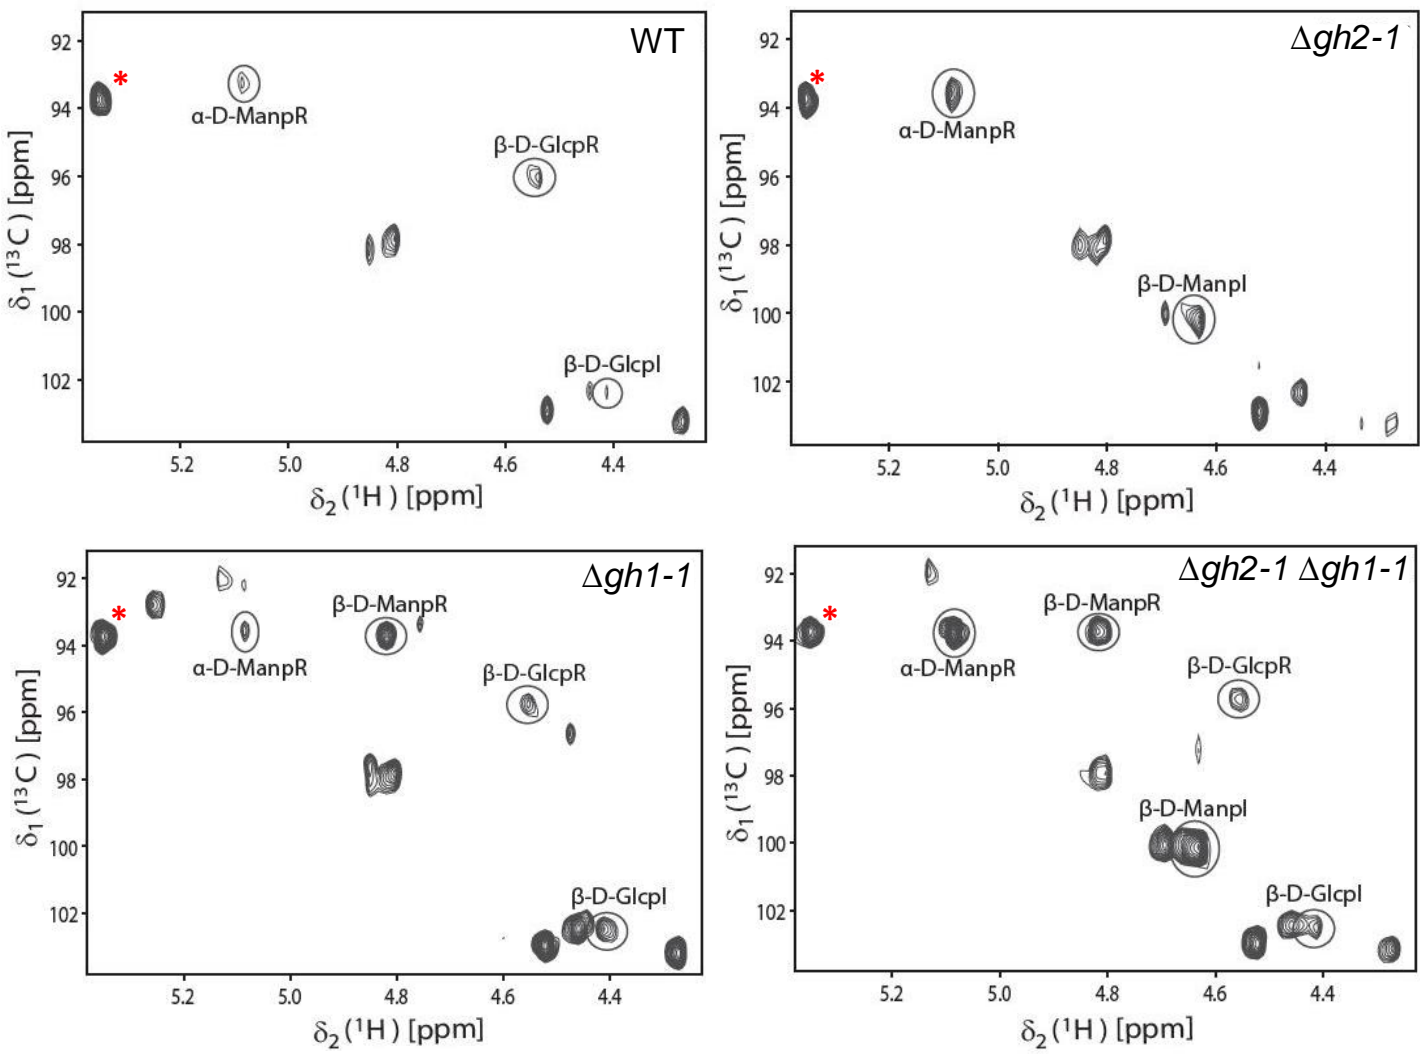 WT
92
94
96
98
100
102
*
α-D-ManpR
β-D-GlcpR
β-D-GlcpI
5.2 5.0 4.8 4.6 4.4
δ1 (13C) [ppm]
δ2 (1H) [ppm]
Δgh2-1
92
94
96
98
100
102
*
α-D-ManpR
β-D-ManpI
5.2 5.0 4.8 4.6 4.4
δ1 (13C) [ppm]
δ2 (1H) [ppm]
Δgh1-1
92
94
96
98
100
102
*
β-D-ManpR
α-D-ManpR
β-D-GlcpR
β-D-GlcpI
5.2 5.0 4.8 4.6 4.4
δ1 (13C) [ppm]
δ2 (1H) [ppm]
Δgh2-1 Δgh1-1
92
94
96
98
100
102
*
β-D-ManpR
α-D-ManpR
β-D-GlcpR
β-D-ManpI
β-D-GlcpI
5.2 5.0 4.8 4.6 4.4
δ1 (13C) [ppm]
δ2 (1H) [ppm]